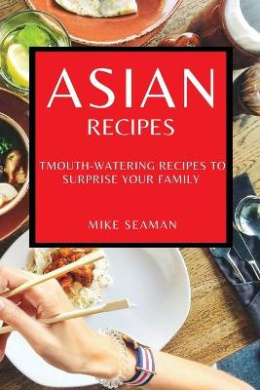 ASIAN
RECIPES
TMOUTH-WATERING RECIPES TO
SURPRISE YOUR FAMILY
MIKE SEAMAN